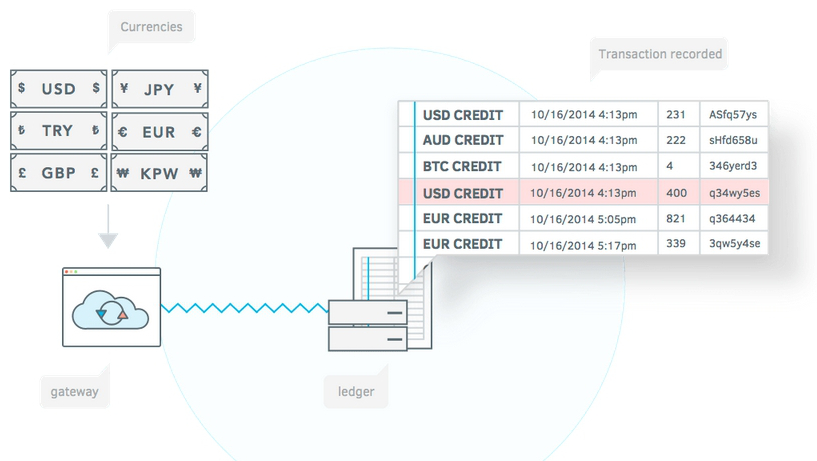 Currencies
Transaction recorded
$ USD $
¥ JPY ¥
₺ TRY ₺
€ EUR €
£ GBP £
₩ KPW ₩
USD CREDIT 10/16/2014 4:13pm 231 ASfq57ys
AUD CREDIT 10/16/2014 4:13pm 222 sHfd658u
BTC CREDIT 10/16/2014 4:13pm 4 346yerd3
USD CREDIT 10/16/2014 4:13pm 400 q34wy5es
EUR CREDIT 10/16/2014 5:05pm 821 q364434
EUR CREDIT 10/16/2014 5:17pm 339 3qw5y4se
gateway
ledger